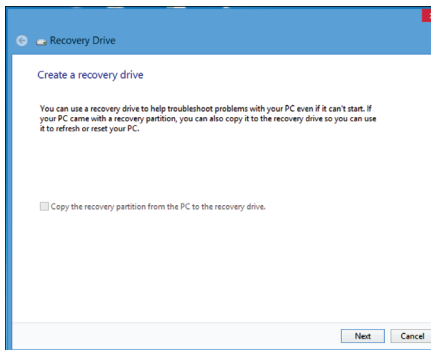 Recovery Drive
Create a recovery drive
You can use a recovery drive to help troubleshoot problems with your PC even if it can't start. If
your PC came with a recovery partition, you can also copy it to the recovery drive so you can use
it to refresh or reset your PC.
Copy the recovery partition from the PC to the recovery drive.
Next Cancel